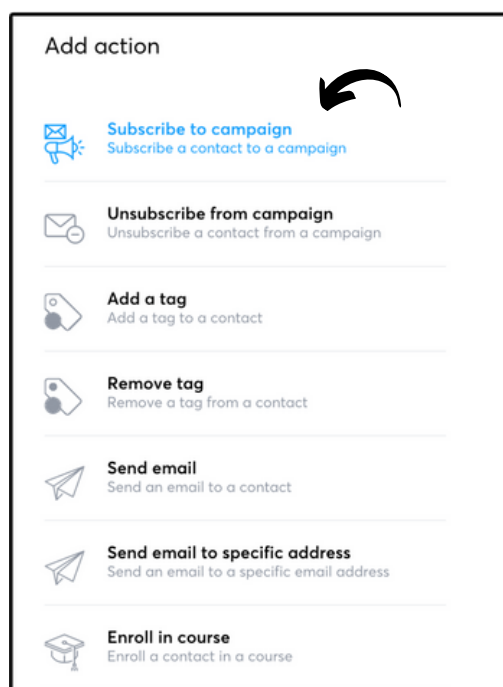 Add action
Subscribe to campaign
Subscribe a contact to a campaign
Unsubscribe from campaign
Unsubscribe a contact from a campaign
Add a tag
Add a tag to a contact
Remove tag
Remove a tag from a contact
Send email
Send an email to a contact
Send email to specific address
Send an email to a specific email address
Enroll in course
Enroll a contact in a course